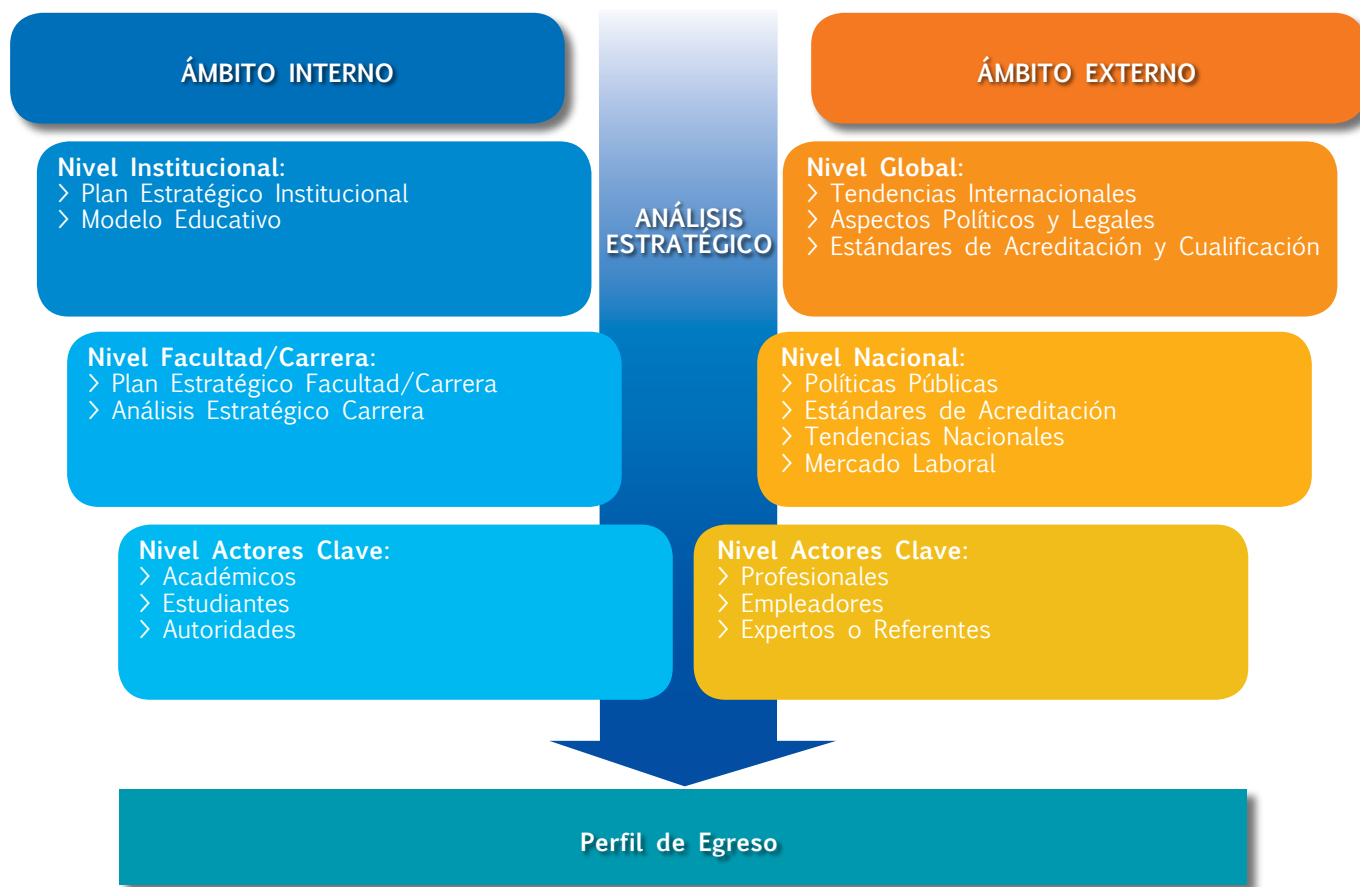 ÁMBITO INTERNO
Nivel Institucional:
> Plan Estratégico Institucional
> Modelo Educativo
Nivel Facultad/Carrera:
> Plan Estratégico Facultad/Carrera
> Análisis Estratégico Carrera
Nivel Actores Clave:
> Académicos
> Estudiantes
> Autoridades
ANÁLISIS
ESTRATÉGICO
ÁMBITO EXTERNO
Nivel Global:
> Tendencias Internacionales
> Aspectos Políticos y Legales
> Estándares de Acreditación y Cualificación
Nivel Nacional:
> Políticas Públicas
> Estándares de Acreditación
> Tendencias Nacionales
> Mercado Laboral
Nivel Actores Clave:
> Profesionales
> Empleadores
> Expertos o Referentes
Perfil de Egreso